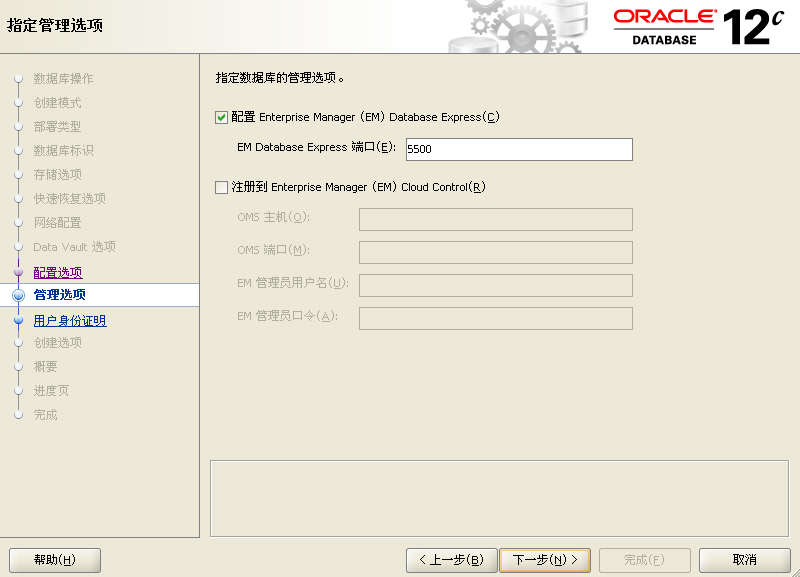 指定管理选项
ORACLE
DATABASE
12c
数据库操作
创建模式
部署类型
数据库标识
存储选项
快速恢复选项
网络配置
Data Vault 选项
配置选项
管理选项
用户身份证明
创建选项
概要
进度页
完成
指定数据库的管理选项。
配置 Enterprise Manager (EM) Database Express(C)
EM Database Express 端口(E): 5500
注册到 Enterprise Manager (EM) Cloud Control(R)
OMS 主机(O):
OMS 端口(M):
EM 管理员用户名(U):
EM 管理员口令(A):
帮助(H) < 上一步(B) 下一步(N) > 完成(F) 取消